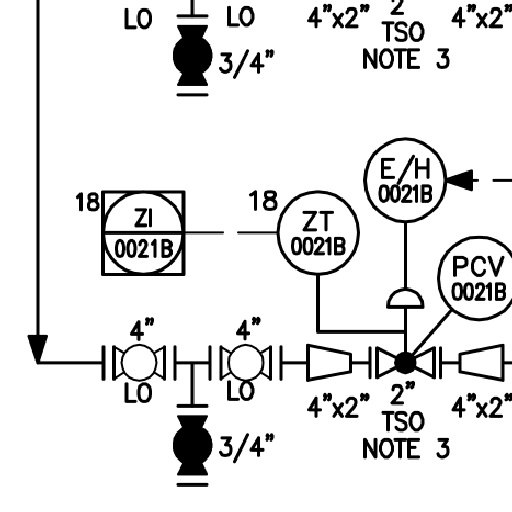 LO
LO
4"x2"
2
4"x2"
TSO
3/4"
NOTE 3
E/H
0021B
18
ZI
0021B
18
ZT
0021B
PCV
0021B
4"
4"
LO
LO
4"x2"
2"
4"x2"
TSO
3/4"
NOTE 3